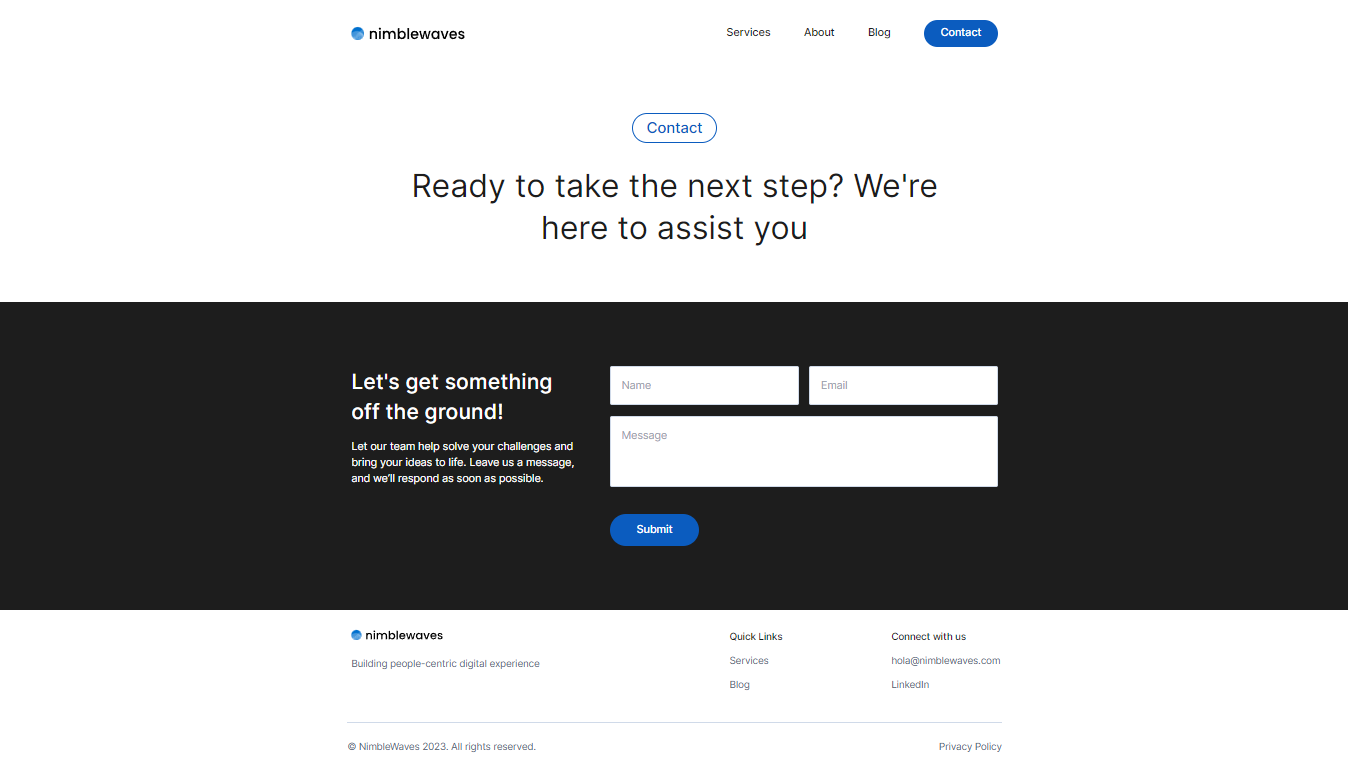 nimblewaves
Services
About
Blog
Contact
Contact
Ready to take the next step? We're
here to assist you
Let's get something
off the ground!
Let our team help solve your challenges and
bring your ideas to life. Leave us a message,
and we'll respond as soon as possible.
Name
Email
Message
Submit
nimblewaves
Building people-centric digital experience
Quick Links
Services
Blog
Connect with us
hola@nimblewaves.com
LinkedIn
© NimbleWaves 2023. All rights reserved.
Privacy Policy